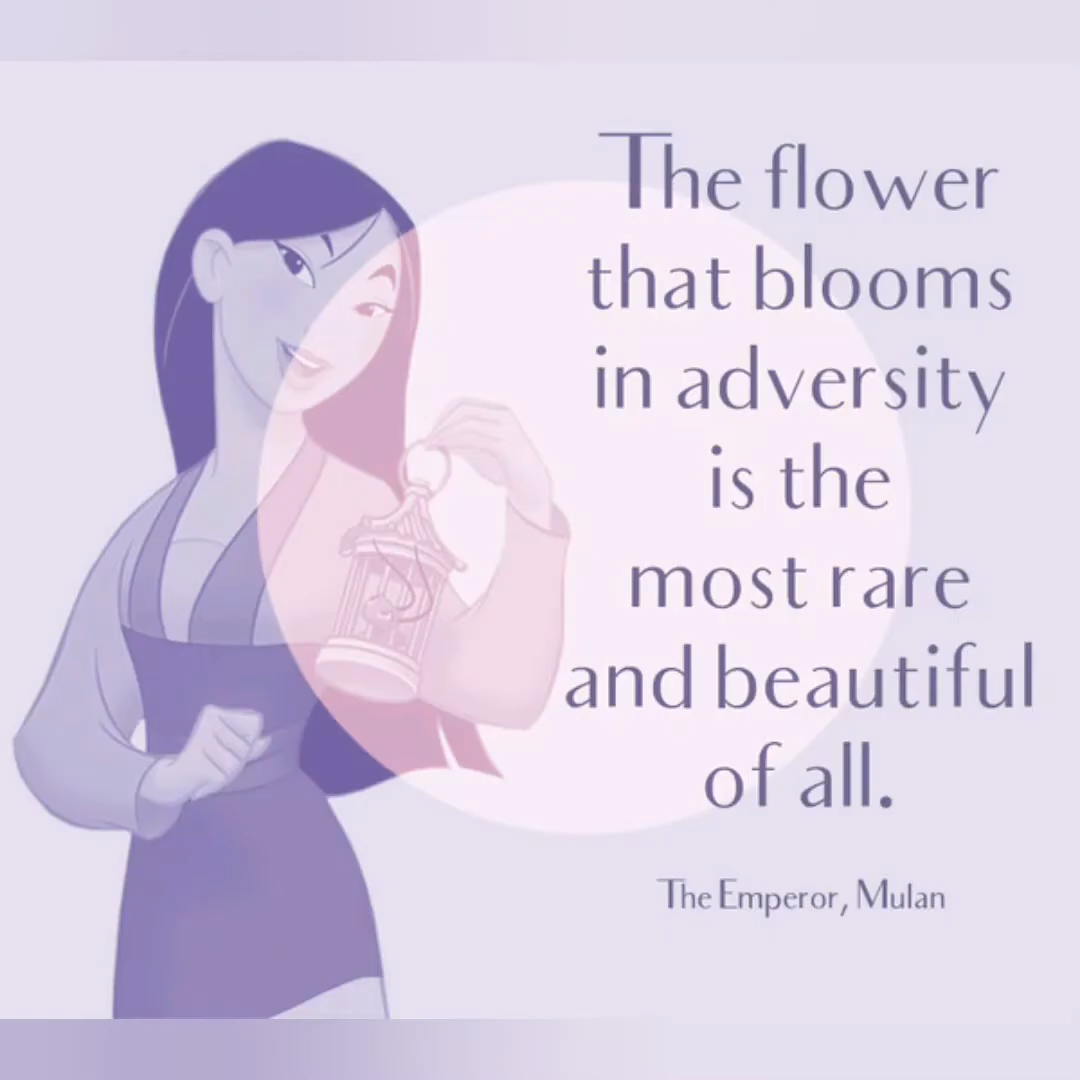 The flower
that blooms
in adversity
is the
most rare
and beautiful
of all.
The Emperor, Mulan